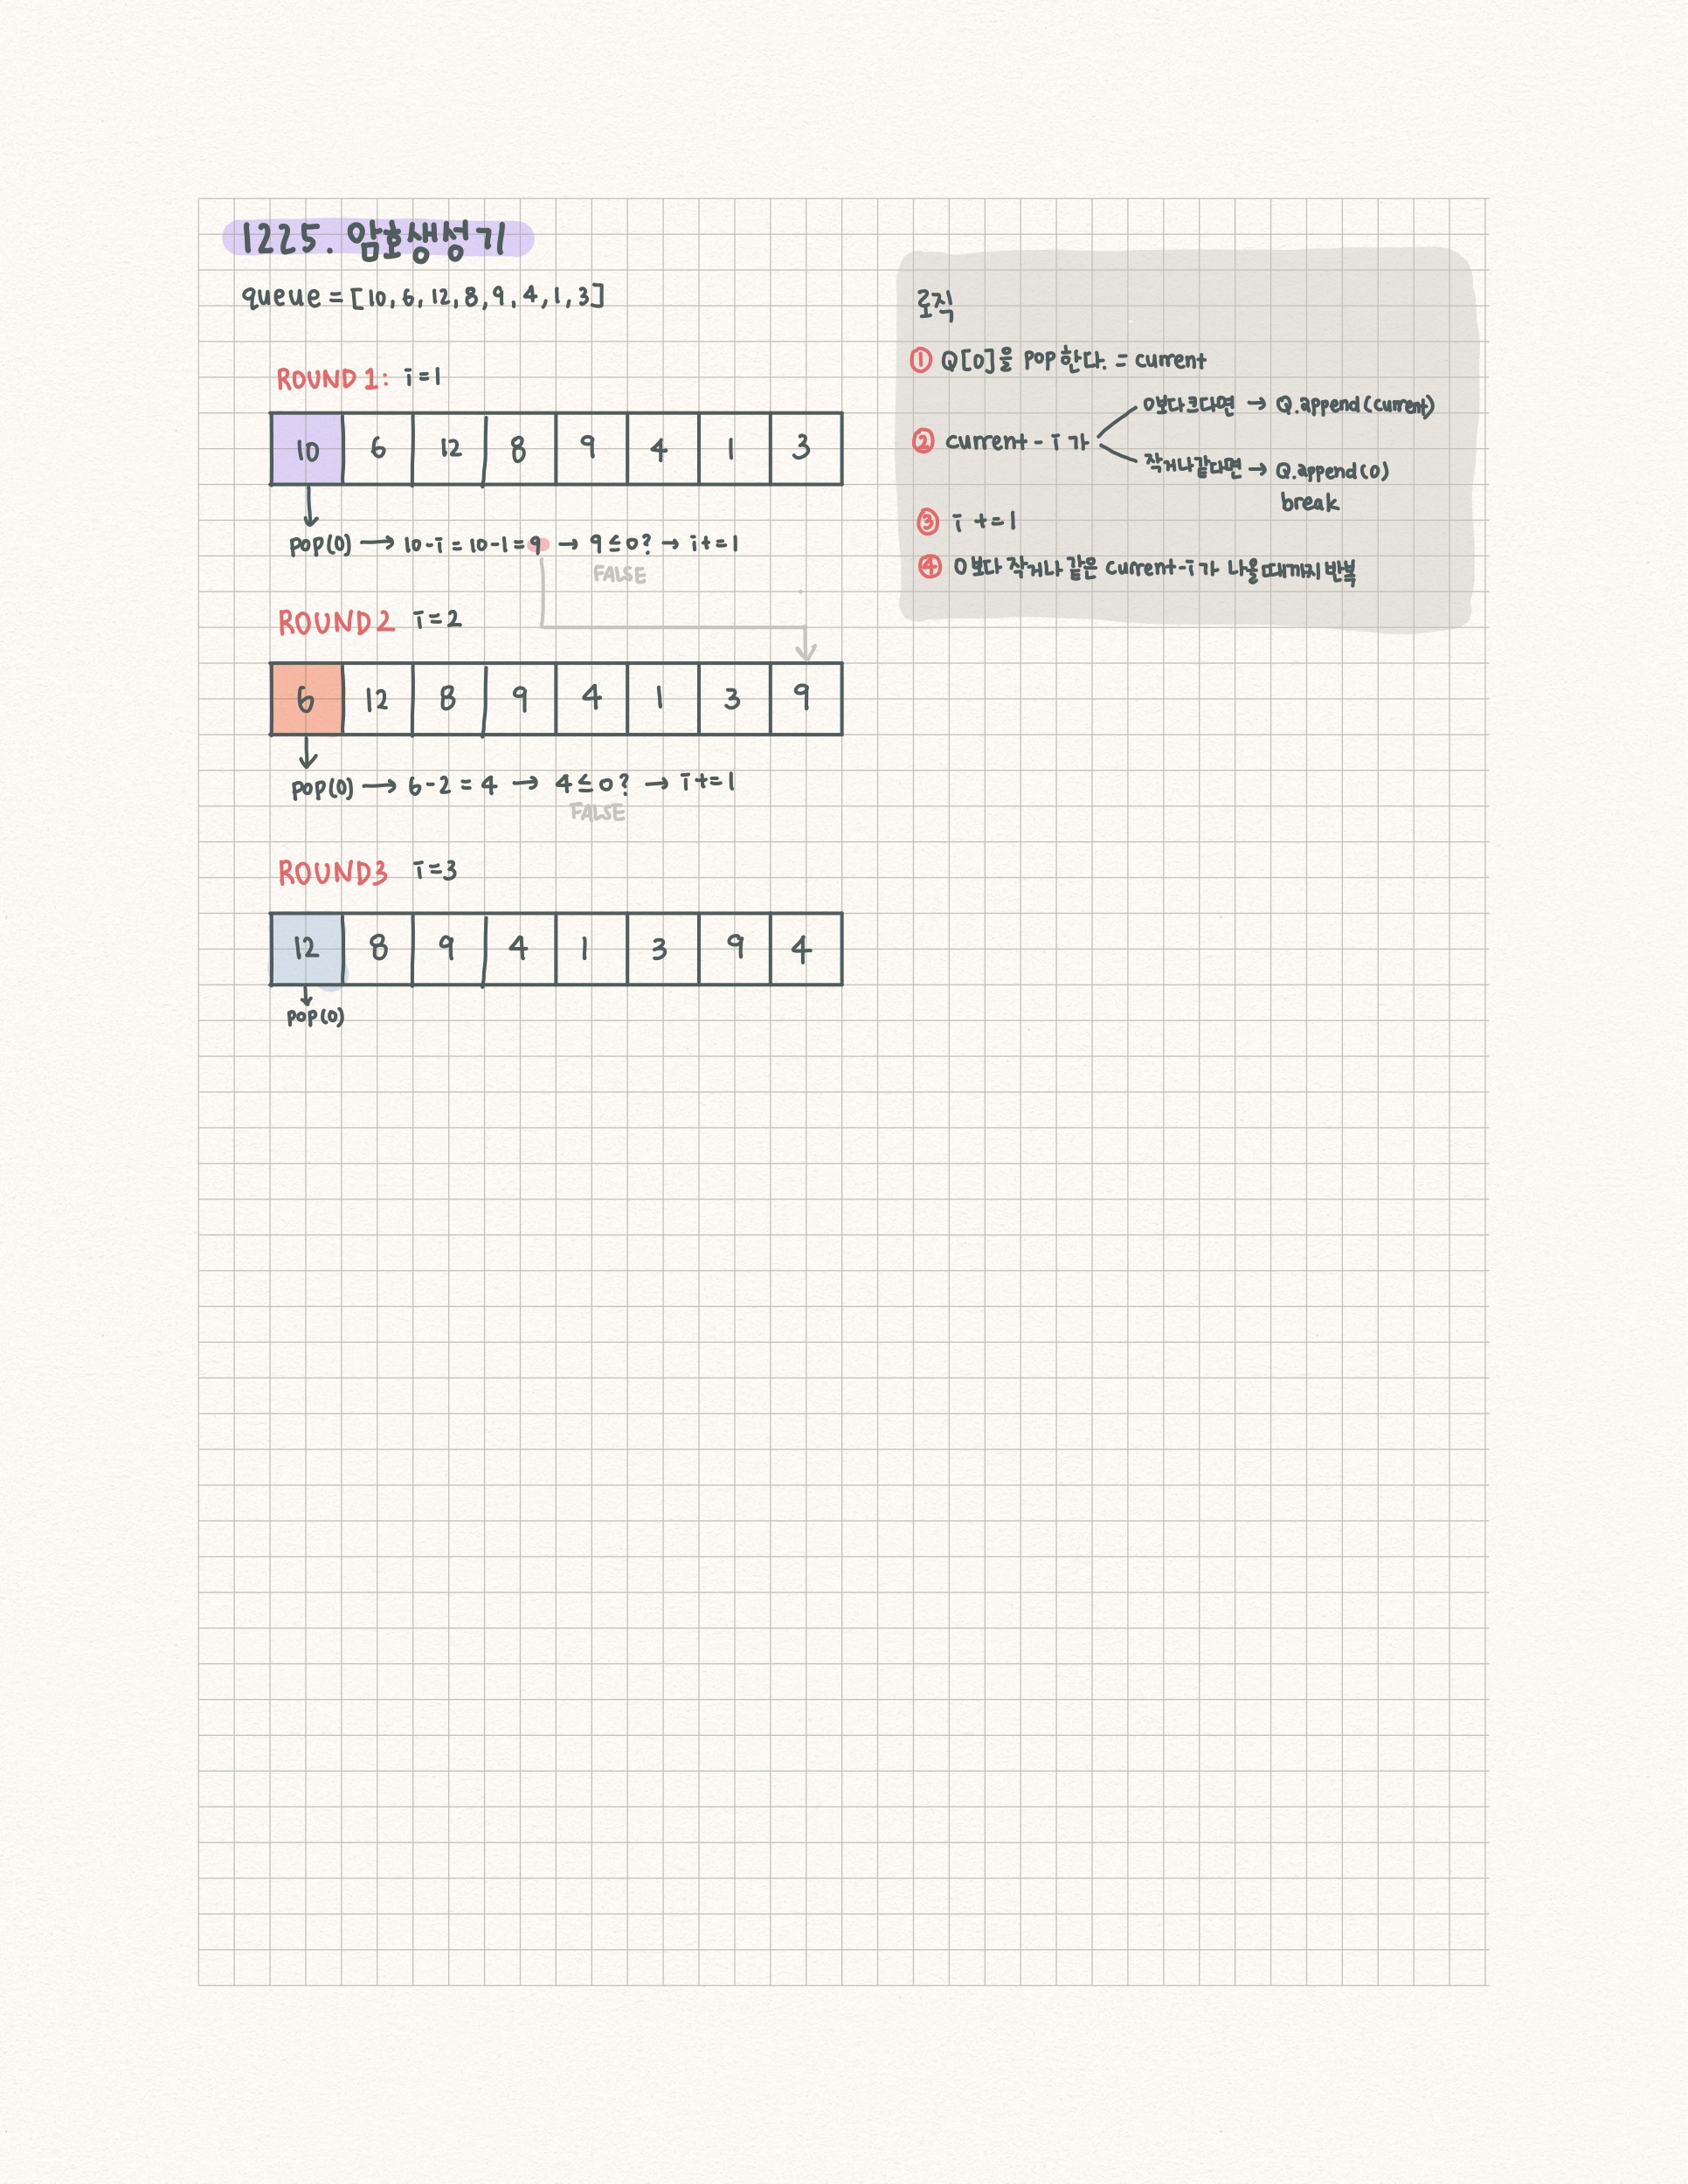 1225. 암호생성기
queue = [10, 6, 12, 8, 9, 4, 1, 3]
ROUND 1: i=1
10 6 12 8 9 4 1 3
pop(0) → 10-i = 10-1 = 9 → 9 ≤ 0? → i+=1
FALSE
ROUND2 i=2
6 12 8 9 4 1 3 9
pop(0) → 6-2 = 4 → 4 ≤ 0? → i+=1
FALSE
ROUND3 i=3
12 8 9 4 1 3 9 4
pop(0)
로직
① Q[0]을 pop한다. = current
② current - i 가
0보다크다면 → Q.append(current)
작거나같다면 → Q.append(0)
break
③ i +=1
④ 0보다 작거나 같은 current-i가 나올때까지 반복